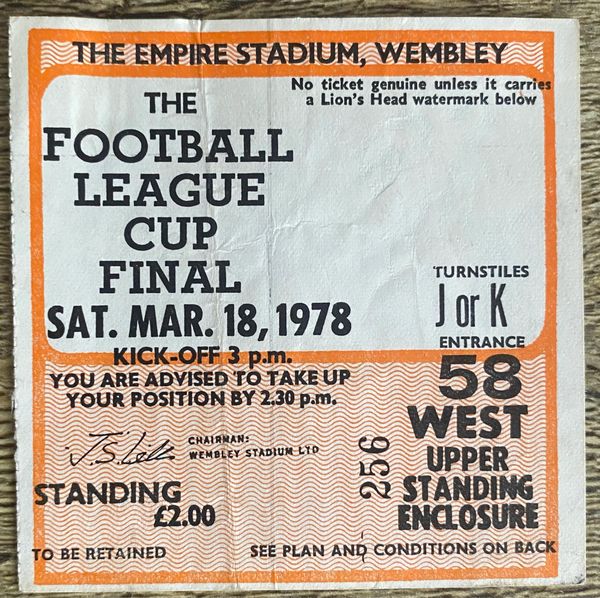 THE EMPIRE STADIUM, WEMBLEY
No ticket genuine unless it carries
a Lion's Head watermark below
THE
FOOTBALL
LEAGUE
CUP
FINAL
SAT. MAR. 18, 1978
KICK-OFF 3 p.m.
YOU ARE ADVISED TO TAKE UP
YOUR POSITION BY 2.30 p.m.
TURNSTILES
J or K
ENTRANCE
58
WEST
UPPER
STANDING
ENCLOSURE
256
CHAIRMAN:
WEMBLEY STADIUM LTD
STANDING
£2.00
TO BE RETAINED
SEE PLAN AND CONDITIONS ON BACK